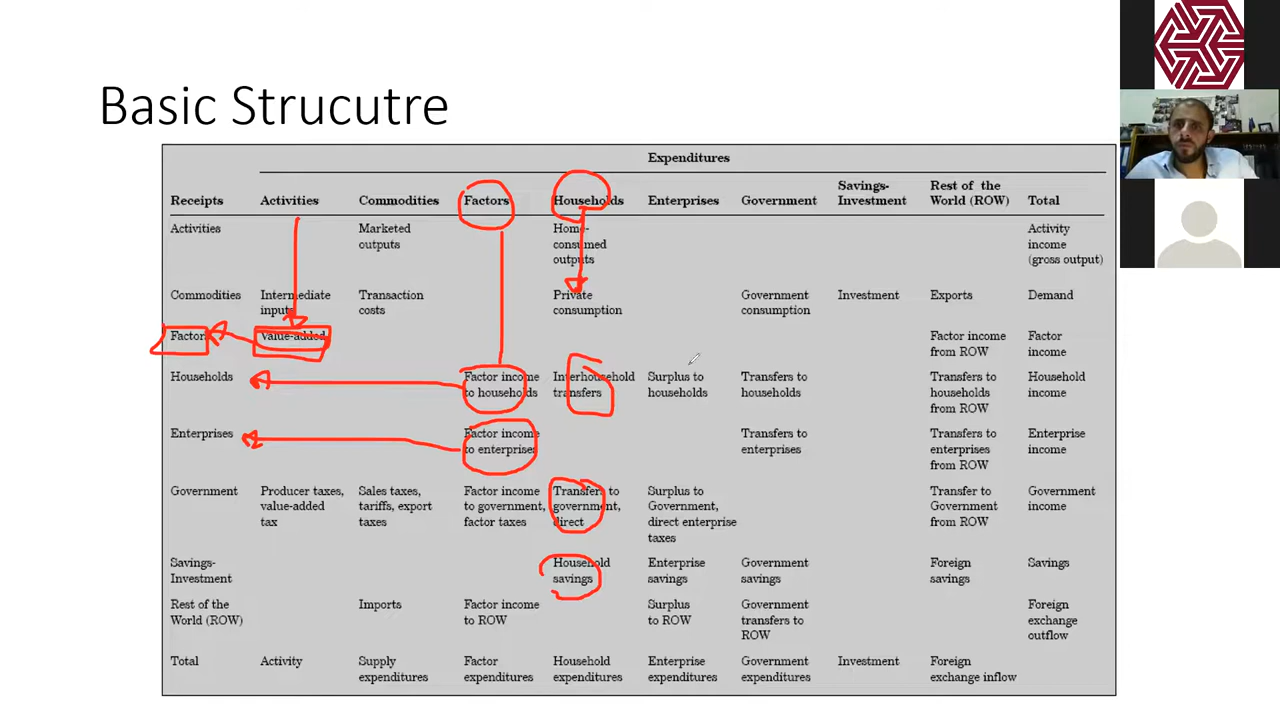 Basic Strucutre
Expenditures
Receipts Activities Commodities Factors Households Enterprises Government Savings- Investment Rest of the World (ROW) Total
Activities Marketed outputs Home- consumed outputs Activity income (gross output)
Commodities Intermediate inputs Transaction costs Private consumption Government consumption Investment Exports Demand
Factors Value-added Factor income from ROW Factor income
Households Factor income to households Interhousehold transfers Surplus to households Transfers to households Transfers to households from ROW Household income
Enterprises Factor income to enterprises Transfers to enterprises Transfers to enterprises from ROW Enterprise income
Government Producer taxes, value-added tax Sales taxes, tariffs, export taxes Factor income to government, factor taxes Transfers to government, direct Surplus to Government, direct enterprise taxes Transfer to Government from ROW Government income
Savings- Investment Household savings Enterprise savings Government savings Foreign savings Savings
Rest of the World (ROW) Imports Factor income to ROW Surplus to ROW Government transfers to ROW Foreign exchange outflow
Total Activity Supply expenditures Factor expenditures Household expenditures Enterprise expenditures Government expenditures Investment Foreign exchange inflow